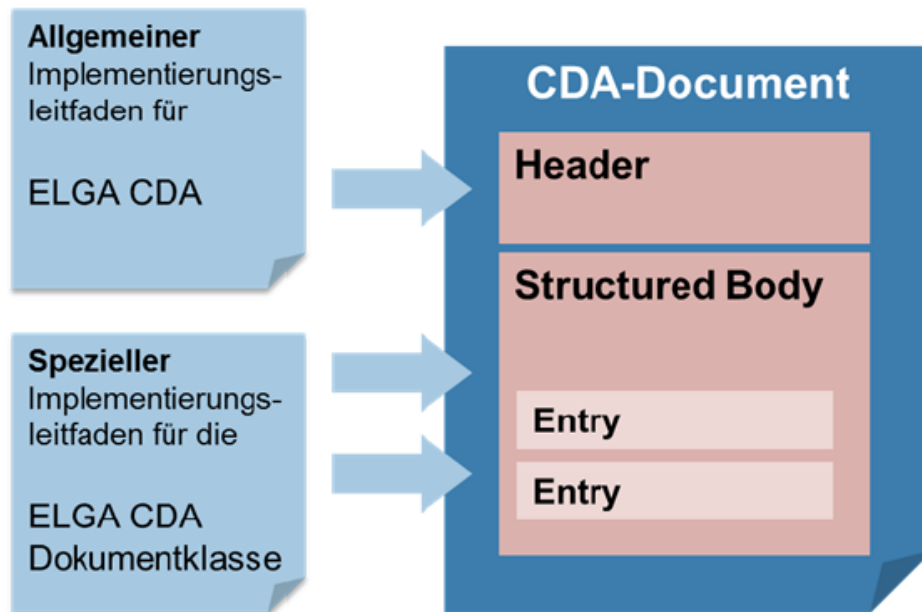 Allgemeiner
Implementierungs-
leitfaden für
ELGA CDA
Spezieller
Implementierungs-
leitfaden für die
ELGA CDA
Dokumentklasse
CDA-Document
Header
Structured Body
Entry
Entry